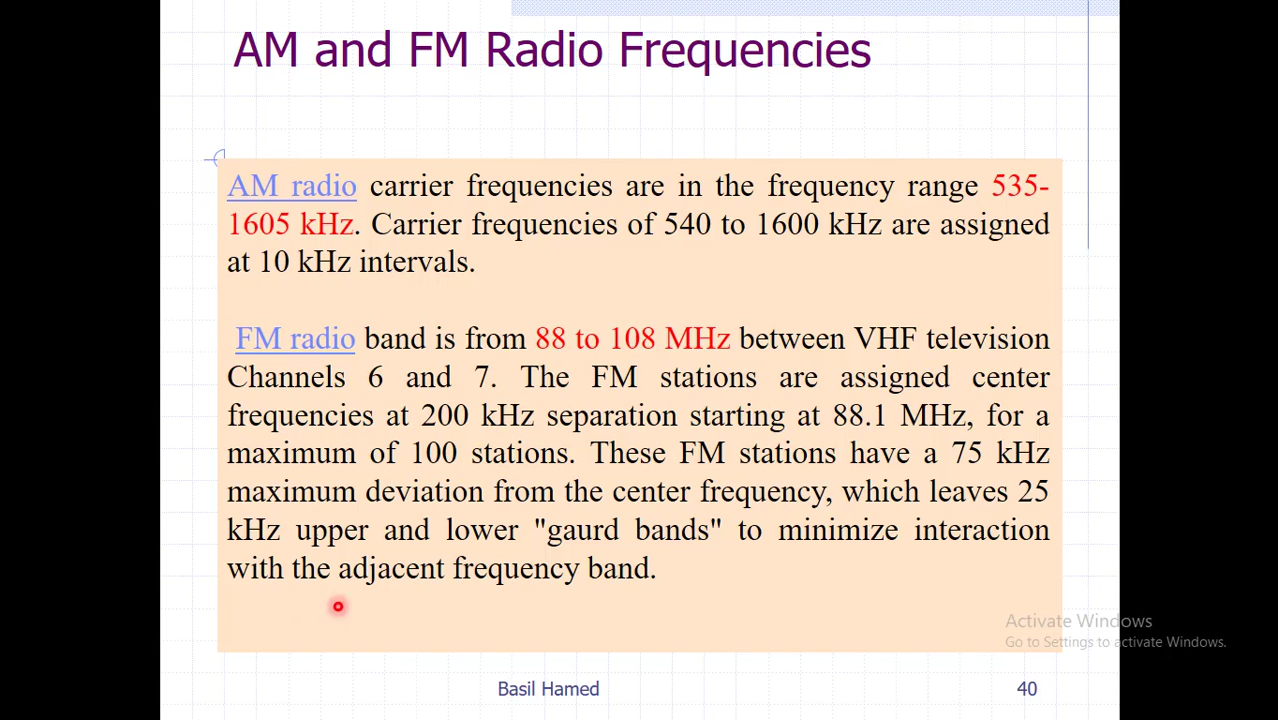 AM and FM Radio Frequencies
AM radio carrier frequencies are in the frequency range 535-
1605 kHz. Carrier frequencies of 540 to 1600 kHz are assigned
at 10 kHz intervals.
FM radio band is from 88 to 108 MHz between VHF television
Channels 6 and 7. The FM stations are assigned center
frequencies at 200 kHz separation starting at 88.1 MHz, for a
maximum of 100 stations. These FM stations have a 75 kHz
maximum deviation from the center frequency, which leaves 25
kHz upper and lower "gaurd bands" to minimize interaction
with the adjacent frequency band.
Activate Windows
Go to Settings to activate Windows.
Basil Hamed
40